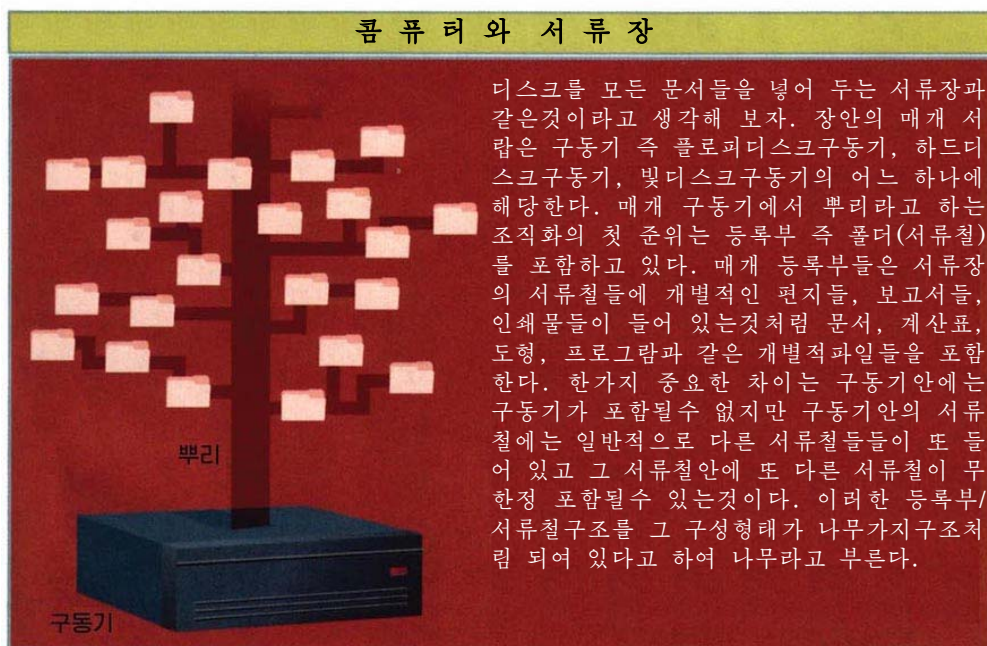 콤퓨터와 서류장
디스크를 모든 문서들을 넣어 두는 서류장과
같은것이라고 생각해 보자. 장안의 매개 서
랍은 구동기 즉 플로피디스크구동기, 하드디
스크구동기, 빛디스크구동기의 어느 하나에
해당한다. 매개 구동기에서 뿌리라고 하는
조직화의 첫 준위는 등록부 즉 폴더(서류철)
를 포함하고 있다. 매개 등록부들은 서류장
의 서류철들에 개별적인 편지들, 보고서들,
인쇄물들이 들어 있는것처럼 문서, 계산표,
도형, 프로그람과 같은 개별적파일들을 포함
한다. 한가지 중요한 차이는 구동기안에는
구동기가 포함될수 없지만 구동기안의 서류
철에는 일반적으로 다른 서류철들들이 또 들
어 있고 그 서류철안에 또 다른 서류철이 무
한정 포함될수 있는것이다. 이러한 등록부/
서류철구조를 그 구성형태가 나무가지구조처
럼 되여 있다고 하여 나무라고 부른다.
뿌리
구동기